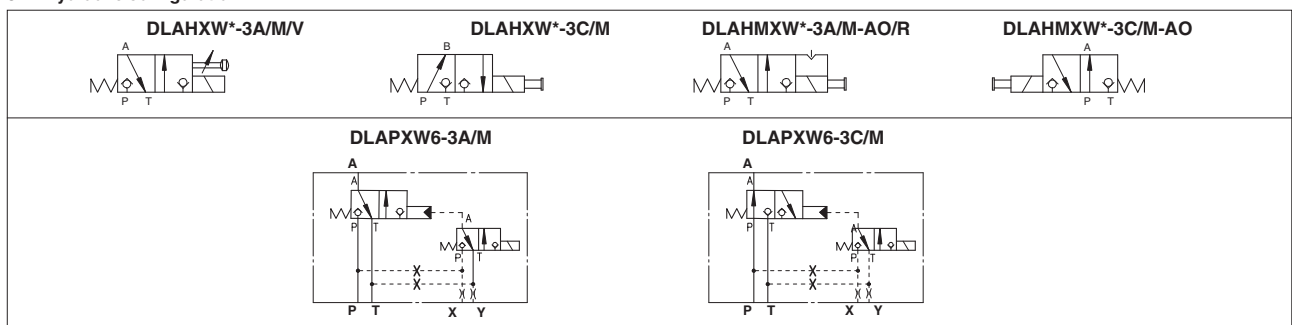 DLAHXW*-3A/M/V DLAHXW*-3C/M DLAHMXW*-3A/M-AO/R DLAHMXW*-3C/M-AO
A B A A
P T P T P T P T
DLAPXW6-3A/M DLAPXW6-3C/M
A A
A A
P T P T
A A
P T P T
P T X Y P T X Y